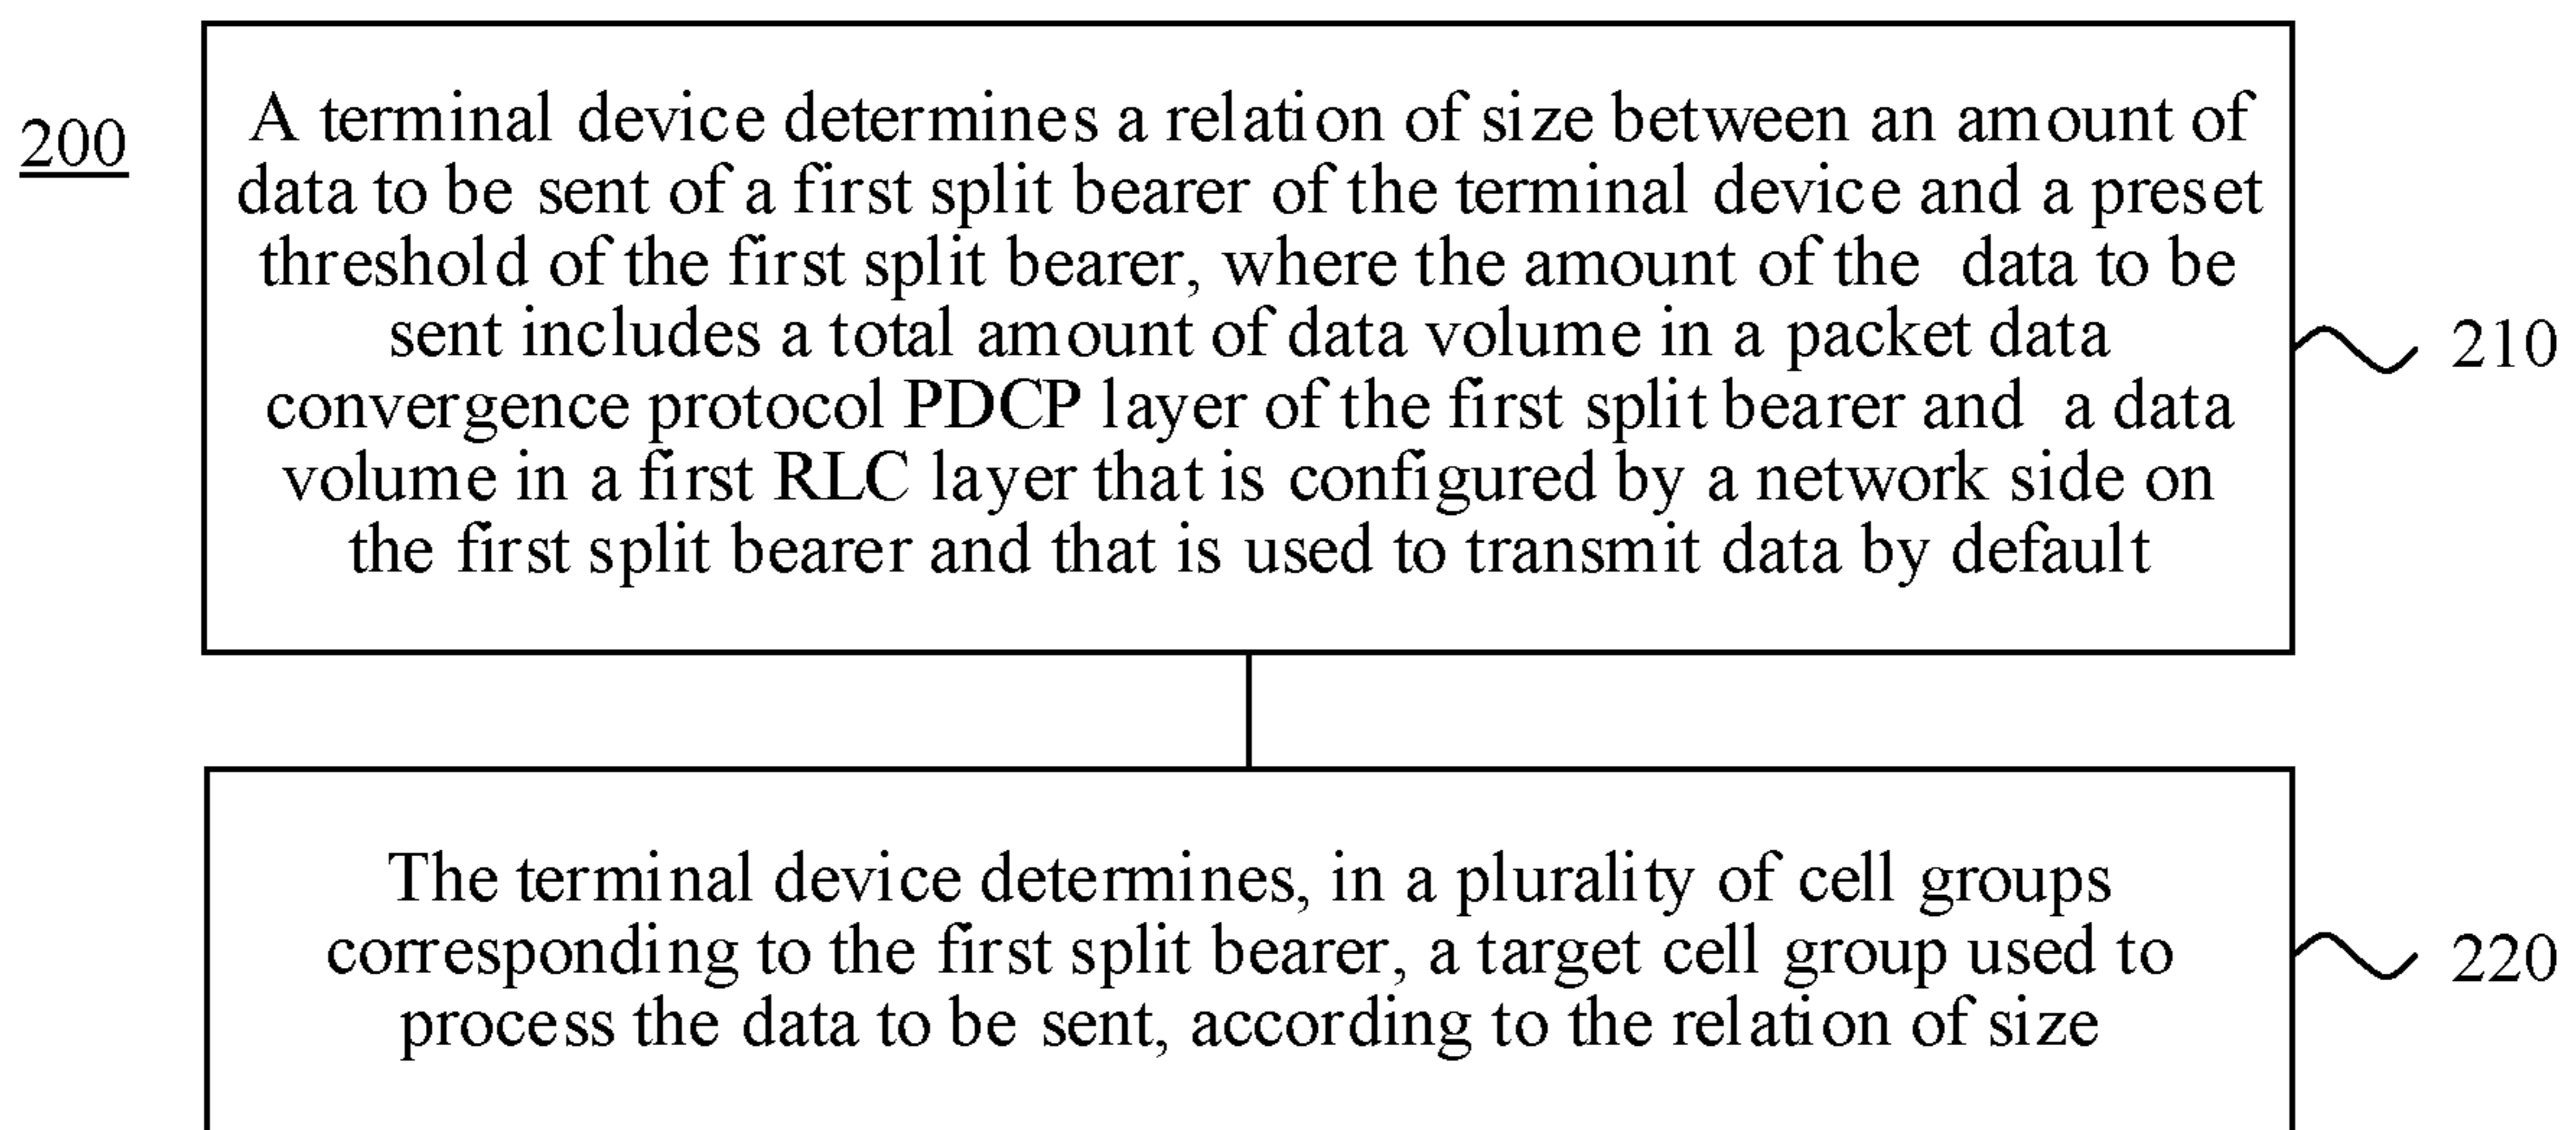 200
A terminal device determines a relation of size between an amount of
data to be sent of a first split bearer of the terminal device and a preset
threshold of the first split bearer, where the amount of the data to be
sent includes a total amount of data volume in a packet data
convergence protocol PDCP layer of the first split bearer and a data
volume in a first RLC layer that is configured by a network side on
the first split bearer and that is used to transmit data by default
210
The terminal device determines, in a plurality of cell groups
corresponding to the first split bearer, a target cell group used to
process the data to be sent, according to the relation of size
220